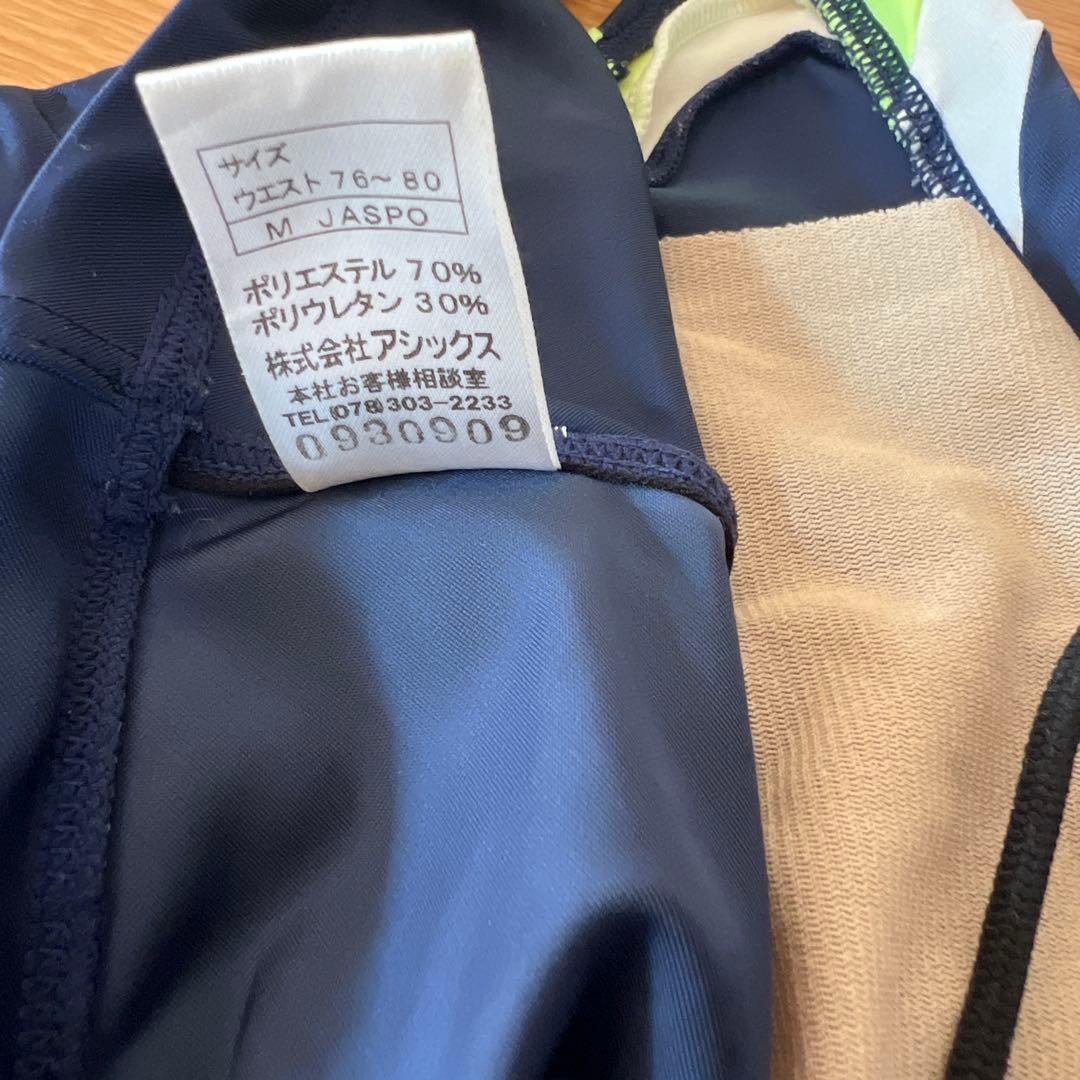 サイズ
ウエスト 76～80
M JASPO
ポリエステル 70%
ポリウレタン 30%
株式会社アシックス
本社お客様相談室
TEL(078)303-2233
0930909